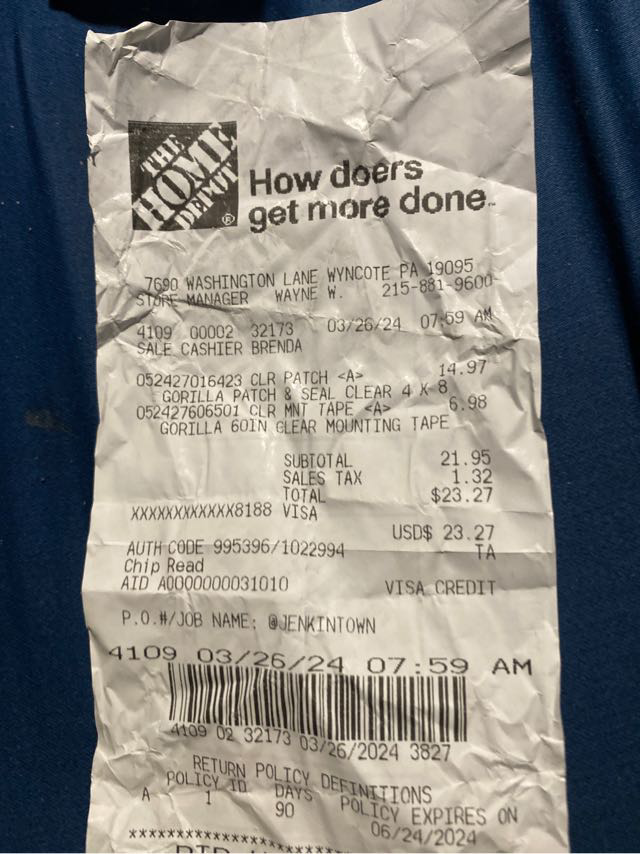 THE
HOME
DEPOT
®
How doers
get more done.™
7690 WASHINGTON LANE WYNCOTE PA 19095
STORE MANAGER WAYNE W. 215-881-9600
4109 00002 32173 03/26/24 07:59 AM
SALE CASHIER BRENDA
052427016423 CLR PATCH <A> 14.97
GORILLA PATCH & SEAL CLEAR 4 X 8
052427606501 CLR MNT TAPE <A> 6.98
GORILLA 60IN CLEAR MOUNTING TAPE
SUBTOTAL 21.95
SALES TAX 1.32
TOTAL $23.27
XXXXXXXXXXXX8188 VISA
USD$ 23.27
AUTH CODE 995396/1022994 TA
Chip Read
AID A0000000031010 VISA CREDIT
P.O.#/JOB NAME: @JENKINTOWN
4109 03/26/24 07:59 AM
4109 02 32173 03/26/2024 3827
RETURN POLICY DEFINITIONS
POLICY ID DAYS POLICY EXPIRES ON
A 1 90 06/24/2024